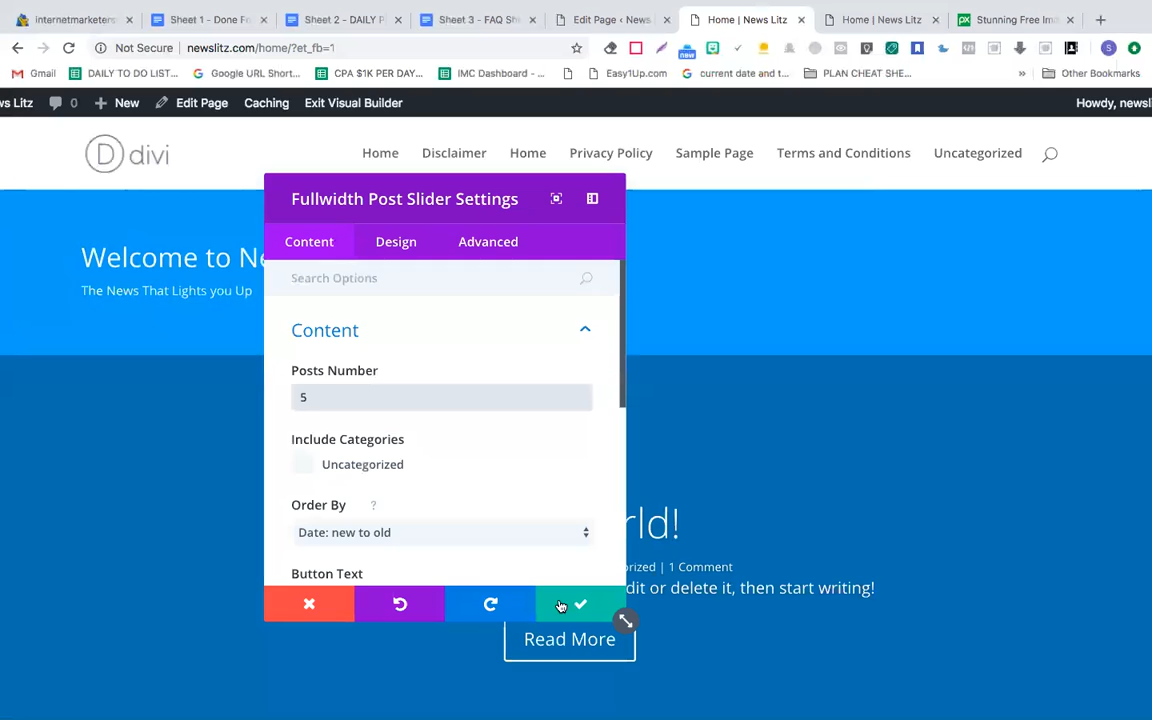 internetmarketers
Sheet 1 - Done Fo
Sheet 2 - DAILY P
Sheet 3 - FAQ She
Edit Page ‹ News
Home | News Litz
Home | News Litz
Stunning Free Im
Not Secure | newslitz.com/home/?et_fb=1
new
S
Gmail
DAILY TO DO LIST...
Google URL Short...
CPA $1K PER DAY...
IMC Dashboard - ...
Easy1Up.com
current date and t...
PLAN CHEAT SHE...
»
Other Bookmarks
ws Litz
0
New
Edit Page
Caching
Exit Visual Builder
Howdy, newsl
D divi
Home
Disclaimer
Home
Privacy Policy
Sample Page
Terms and Conditions
Uncategorized
Fullwidth Post Slider Settings
Content
Design
Advanced
Welcome to Ne
The News That Lights you Up
Search Options
Content
Posts Number
5
Include Categories
Uncategorized
Order By
?
Date: new to old
Button Text
rld!
orized | 1 Comment
dit or delete it, then start writing!
Read More